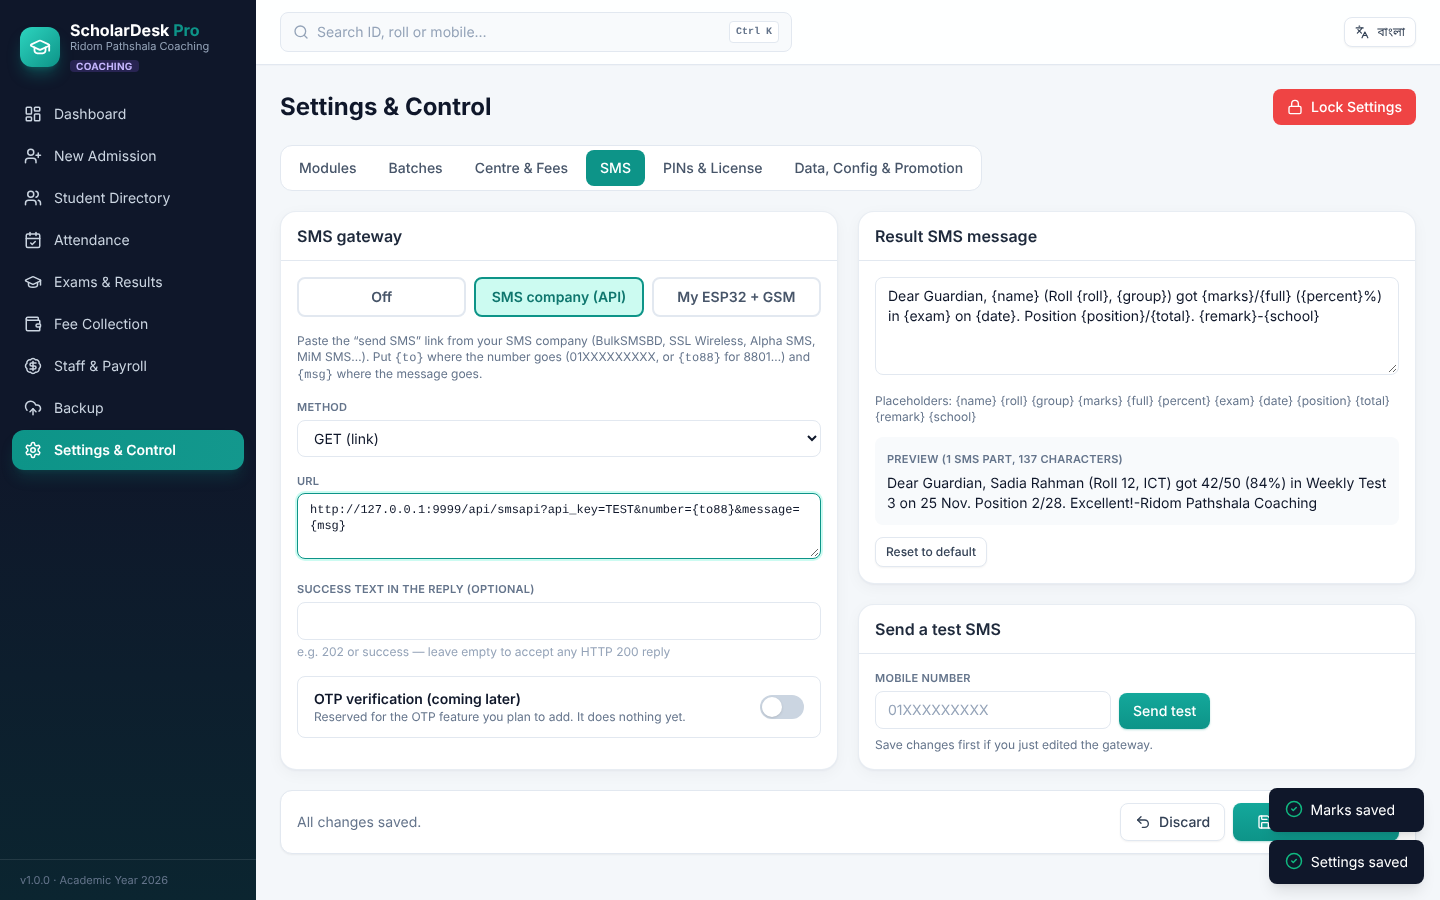 ScholarDesk Pro
Ridom Pathshala Coaching
COACHING
Dashboard
New Admission
Student Directory
Attendance
Exams & Results
Fee Collection
Staff & Payroll
Backup
Settings & Control
v1.0.0 · Academic Year 2026
Search ID, roll or mobile...
Ctrl K
বাংলা
Settings & Control
Lock Settings
Modules
Batches
Centre & Fees
SMS
PINs & License
Data, Config & Promotion
SMS gateway
Off
SMS company (API)
My ESP32 + GSM
Paste the “send SMS” link from your SMS company (BulkSMSBD, SSL Wireless, Alpha SMS,
MiM SMS…). Put {to} where the number goes (01XXXXXXXXX, or {to88} for 8801…) and
{msg} where the message goes.
METHOD
GET (link)
URL
http://127.0.0.1:9999/api/smsapi?api_key=TEST&number={to88}&message=
{msg}
SUCCESS TEXT IN THE REPLY (OPTIONAL)
e.g. 202 or success — leave empty to accept any HTTP 200 reply
OTP verification (coming later)
Reserved for the OTP feature you plan to add. It does nothing yet.
Result SMS message
Dear Guardian, {name} (Roll {roll}, {group}) got {marks}/{full} ({percent}%)
in {exam} on {date}. Position {position}/{total}. {remark}-{school}
Placeholders: {name} {roll} {group} {marks} {full} {percent} {exam} {date} {position} {total}
{remark} {school}
PREVIEW (1 SMS PART, 137 CHARACTERS)
Dear Guardian, Sadia Rahman (Roll 12, ICT) got 42/50 (84%) in Weekly Test
3 on 25 Nov. Position 2/28. Excellent!-Ridom Pathshala Coaching
Reset to default
Send a test SMS
MOBILE NUMBER
01XXXXXXXXX
Send test
Save changes first if you just edited the gateway.
All changes saved.
Discard
Marks saved
Settings saved